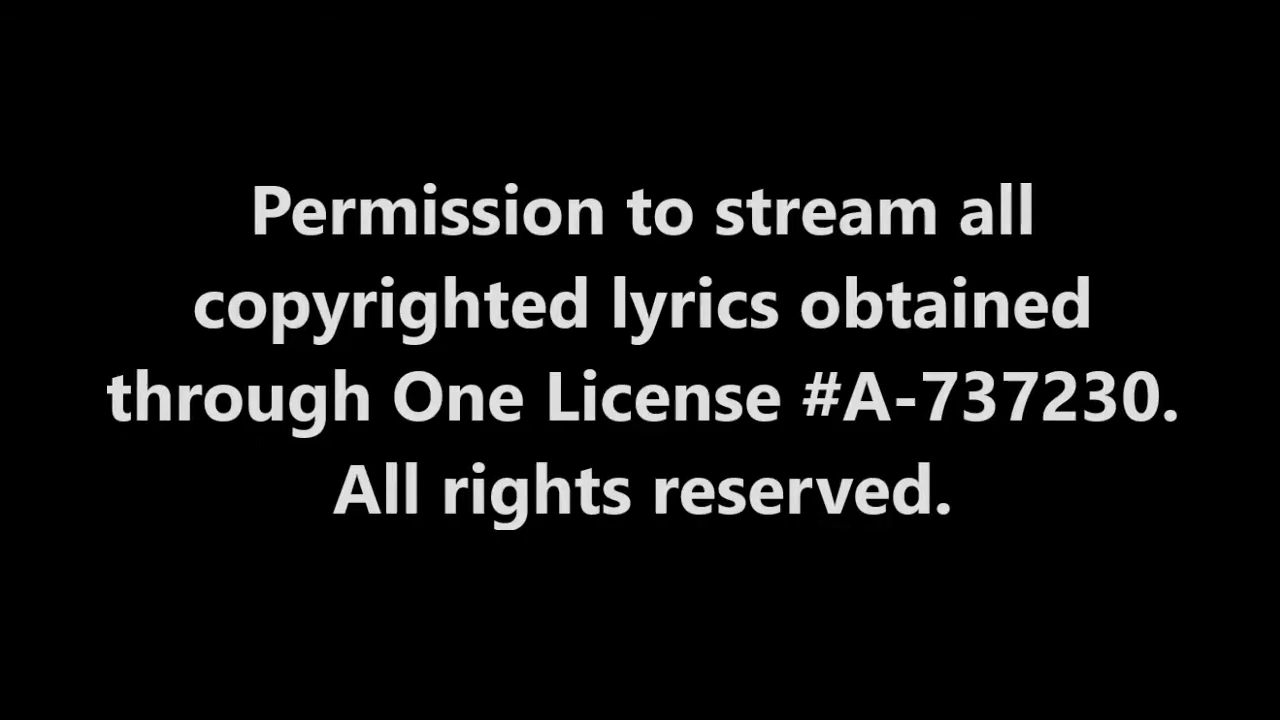 Permission to stream all
copyrighted lyrics obtained
through One License #A-737230.
All rights reserved.